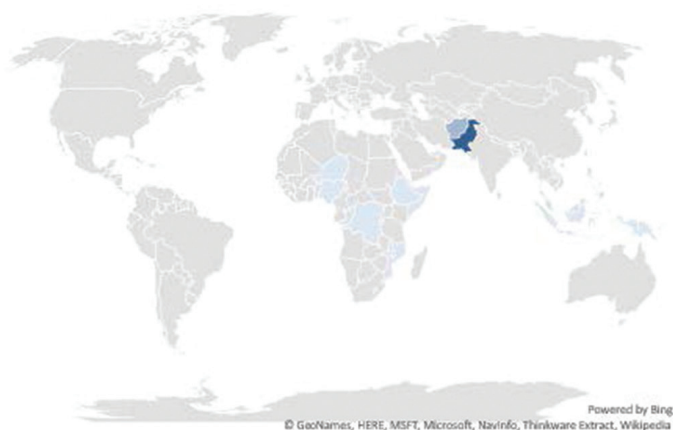 Powered by Bing
© GeoNames, HERE, MSFT, Microsoft, NavInfo, Thinkware Extract, Wikipedia